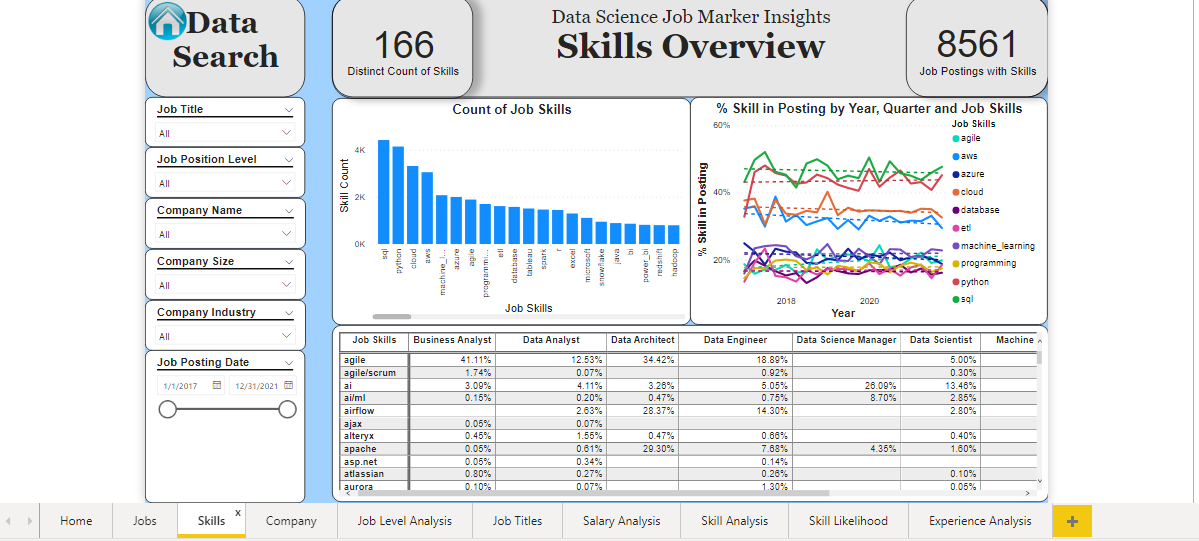 Data
Search
166
Distinct Count of Skills
Data Science Job Marker Insights
Skills Overview
8561
Job Postings with Skills
Job Title
All
Job Position Level
All
Company Name
All
Company Size
All
Company Industry
All
Job Posting Date
1/1/2017 12/31/2021
Count of Job Skills
Skill Count
4K
2K
0K
sql
python
cloud
aws
machine_l...
azure
agile
programmi...
etl
database
tableau
spark
r
excel
microsoft
snowflake
java
bi
power_bi
redshift
hadoop
Job Skills
% Skill in Posting by Year, Quarter and Job Skills
% Skill in Posting
60%
40%
20%
2018 2020
Year
Job Skills
agile
aws
azure
cloud
database
etl
machine_learning
programming
python
sql
Job Skills Business Analyst Data Analyst Data Architect Data Engineer Data Science Manager Data Scientist Machine
agile 41.11% 12.53% 34.42% 18.89% 5.00%
agile/scrum 1.74% 0.07% 0.92% 0.30%
ai 3.09% 4.11% 3.26% 5.05% 26.09% 13.46%
ai/ml 0.15% 0.20% 0.47% 0.75% 8.70% 2.85%
airflow 2.63% 28.37% 14.30% 2.80%
ajax 0.05% 0.07%
alteryx 0.45% 1.55% 0.47% 0.66% 0.40%
apache 0.05% 0.61% 29.30% 7.68% 4.35% 1.60%
asp.net 0.05% 0.34% 0.14%
atlassian 0.80% 0.27% 0.26% 0.10%
aurora 0.10% 0.07% 1.30% 0.05%
Home Jobs Skills x Company Job Level Analysis Job Titles Salary Analysis Skill Analysis Skill Likelihood Experience Analysis +